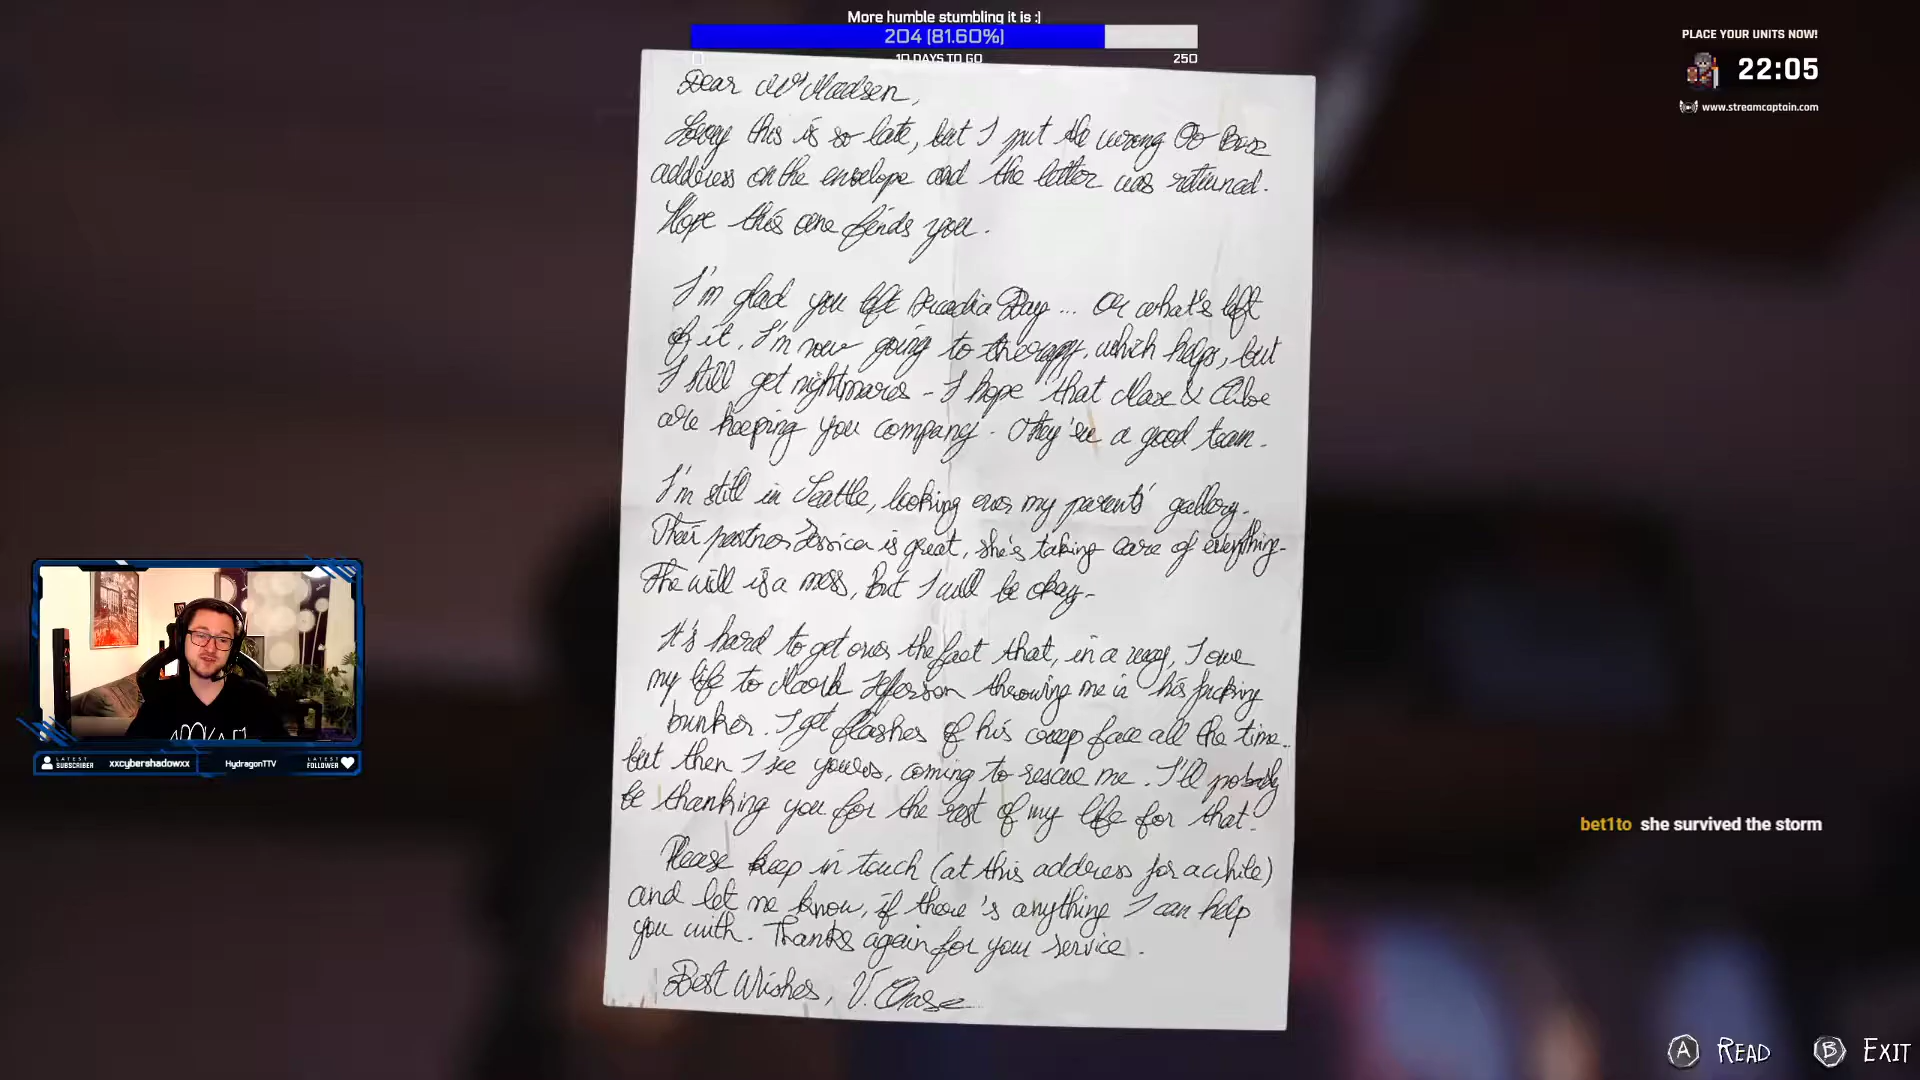 More humble stumbling it is :)
204 (81.60%)
0 10 DAYS TO GO 250
PLACE YOUR UNITS NOW!
22:05
www.streamcaptain.com
Dear Mr Madsen,
Sorry this is so late, but I put the wrong Po Box
address on the envelope and the letter was returned.
Hope this one finds you.
I'm glad you left Arcadia Bay ... Or what's left
of it. I'm now going to therapy, which helps, but
I still get nightmares - I hope that Max & Chloe
are keeping you company. They're a good team.
I'm still in Seattle, looking over my parents' gallery.
Their partner Jessica is great, she's taking care of everything.
The will is a mess, But I will be okay.
It's hard to get over the fact that, in a way, I owe
my life to Mark Jefferson throwing me in his fucking
bunker. I get flashes of his creep face all the time..
but then I see yours, coming to rescue me. I'll probably
be thanking you for the rest of my life for that.
Please keep in touch (at this address for a while)
and let me know, if there's anything I can help
you with. Thanks again for your service.
Best Wishes, V. Chase
LATEST SUBSCRIBER xxcybershadowxx HydragonTTV LATEST FOLLOWER
bet1to she survived the storm
A READ B EXIT